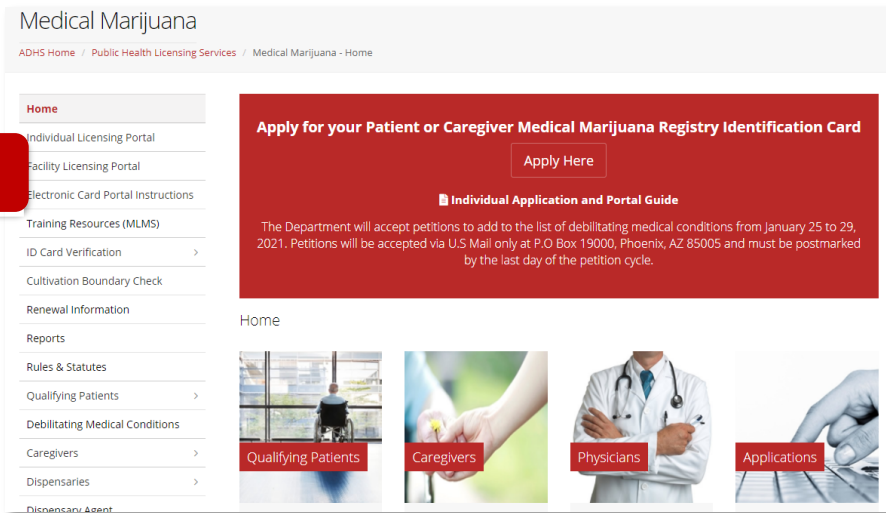 Medical Marijuana
ADHS Home / Public Health Licensing Services / Medical Marijuana - Home
Home
Individual Licensing Portal
Facility Licensing Portal
Electronic Card Portal Instructions
Training Resources (MLMS)
ID Card Verification >
Cultivation Boundary Check
Renewal Information
Reports
Rules & Statutes
Qualifying Patients >
Debilitating Medical Conditions
Caregivers >
Dispensaries >
Dispensary Agent
Apply for your Patient or Caregiver Medical Marijuana Registry Identification Card
Apply Here
Individual Application and Portal Guide
The Department will accept petitions to add to the list of debilitating medical conditions from January 25 to 29,
2021. Petitions will be accepted via U.S Mail only at P.O Box 19000, Phoenix, AZ 85005 and must be postmarked
by the last day of the petition cycle.
Home
Qualifying Patients
Caregivers
Physicians
Applications